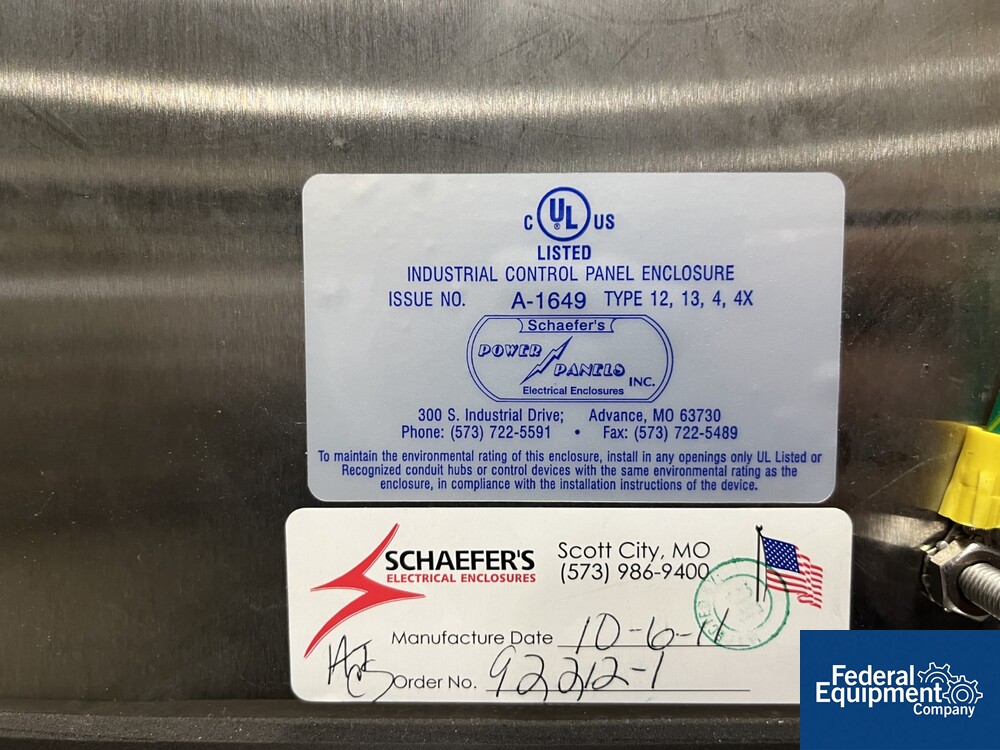 C UL ® US
LISTED
INDUSTRIAL CONTROL PANEL ENCLOSURE
ISSUE NO. A-1649 TYPE 12, 13, 4, 4X
Schaefer's
POWER
PANELS INC.
Electrical Enclosures
300 S. Industrial Drive; Advance, MO 63730
Phone: (573) 722-5591 • Fax: (573) 722-5489
To maintain the environmental rating of this enclosure, install in any openings only UL Listed or
Recognized conduit hubs or control devices with the same environmental rating as the
enclosure, in compliance with the installation instructions of the device.
SCHAEFER'S
ELECTRICAL ENCLOSURES
Scott City, MO
(573) 986-9400
Manufacture Date 10-6-11
Order No. 92212-1
Federal
Equipment
Company